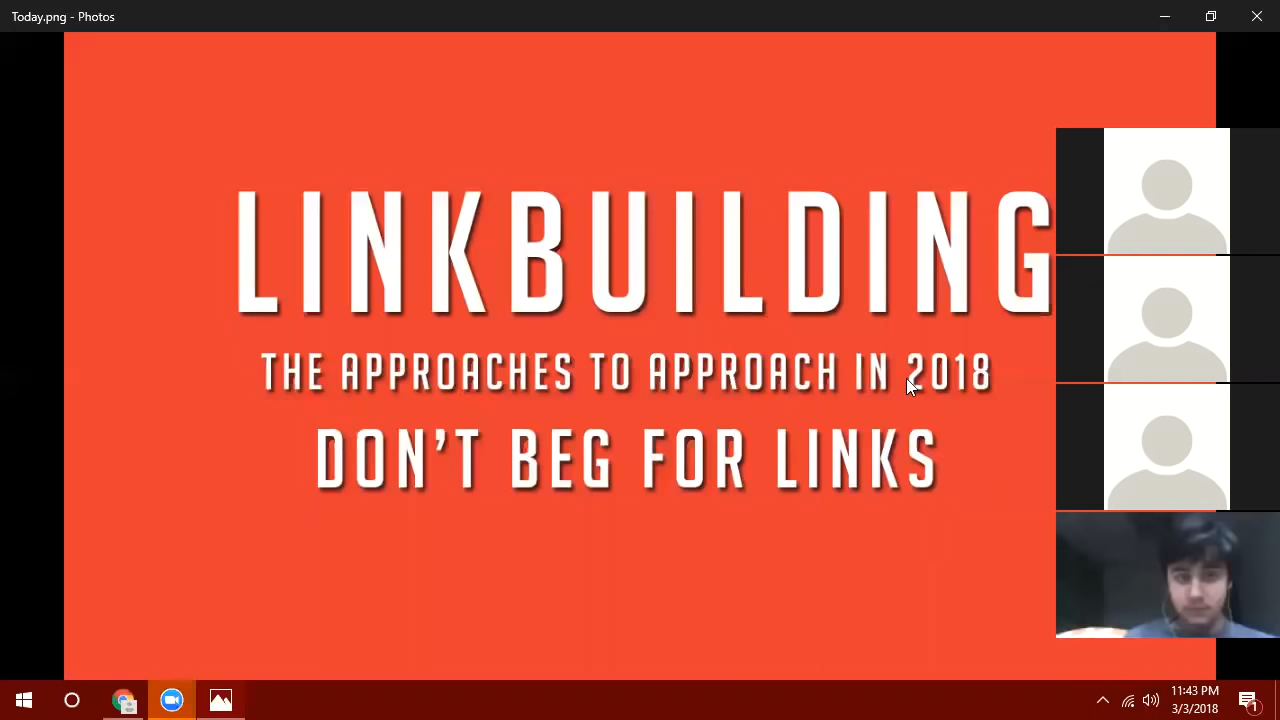 Today.png - Photos
LINKBUILDING
THE APPROACHES TO APPROACH IN 2018
DON'T BEG FOR LINKS
11:43 PM
3/3/2018
1